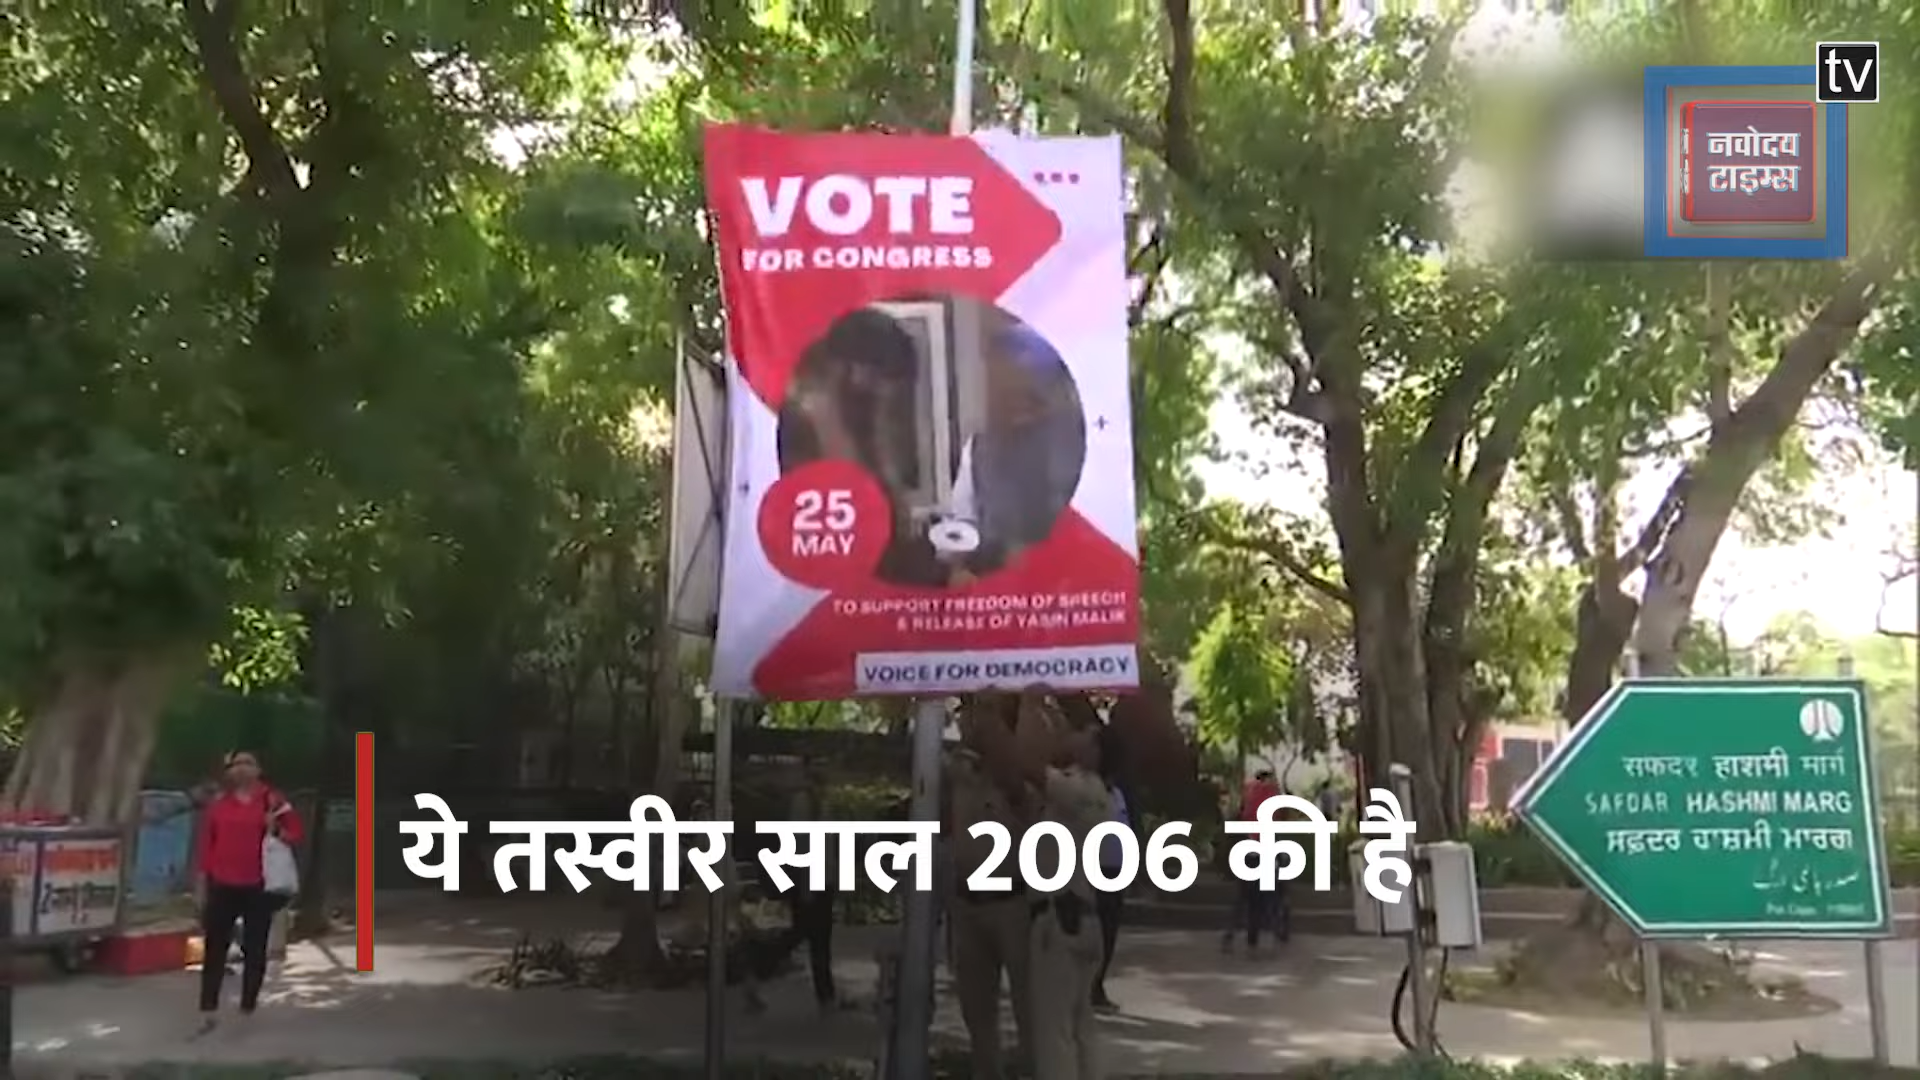 tv
नवोदय
टाइम्स
VOTE
FOR CONGRESS
25
MAY
TO SUPPORT FREEDOM OF SPEECH
& RELEASE OF YASIN MALIK
VOICE FOR DEMOCRACY
ये तस्वीर साल 2006 की है
सफदर हाशमी मार्ग
SAFDAR HASHMI MARG
ਸਫ਼ਦਰ ਹਾਸ਼ਮੀ ਮਾਰਗ